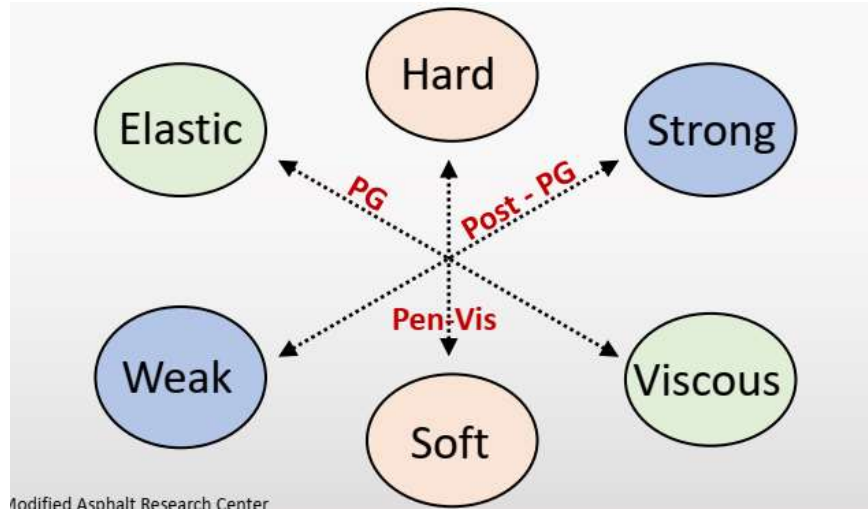 Hard
Elastic
Strong
PG
Post - PG
Pen-Vis
Weak
Viscous
Soft
Modified Asphalt Research Center